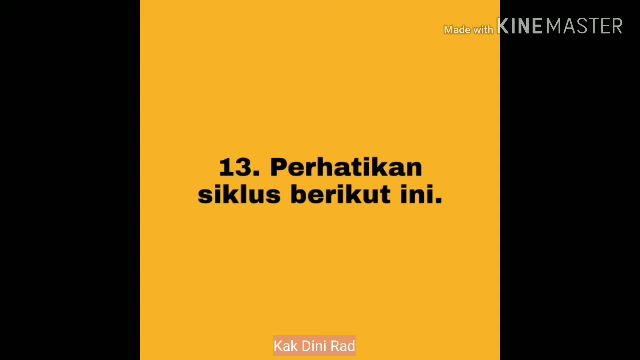 Made with KINEMASTER
13. Perhatikan
siklus berikut ini.
Kak Dini Rad